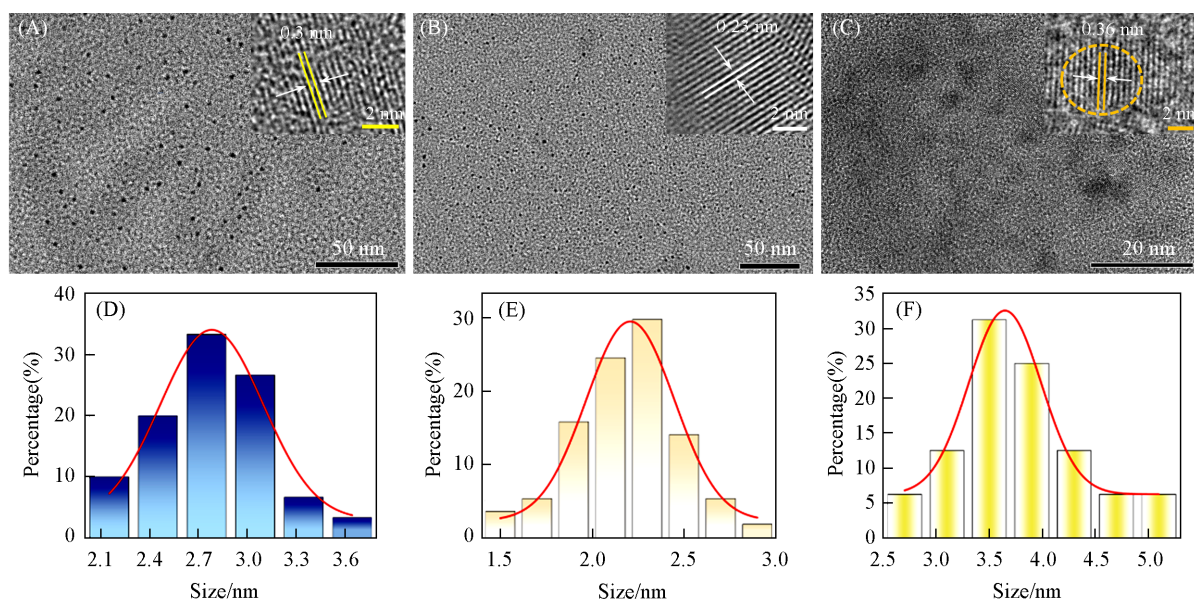 (A)
0.3 nm
2 nm
50 nm
(B)
0.23 nm
2 nm
50 nm
(C)
0.36 nm
2 nm
20 nm
(D)
Percentage(%)
40
30
20
10
0
2.1 2.4 2.7 3.0 3.3 3.6
Size/nm
(E)
Percentage(%)
30
20
10
0
1.5 2.0 2.5 3.0
Size/nm
(F)
Percentage(%)
35
30
25
20
15
10
5
0
2.5 3.0 3.5 4.0 4.5 5.0
Size/nm